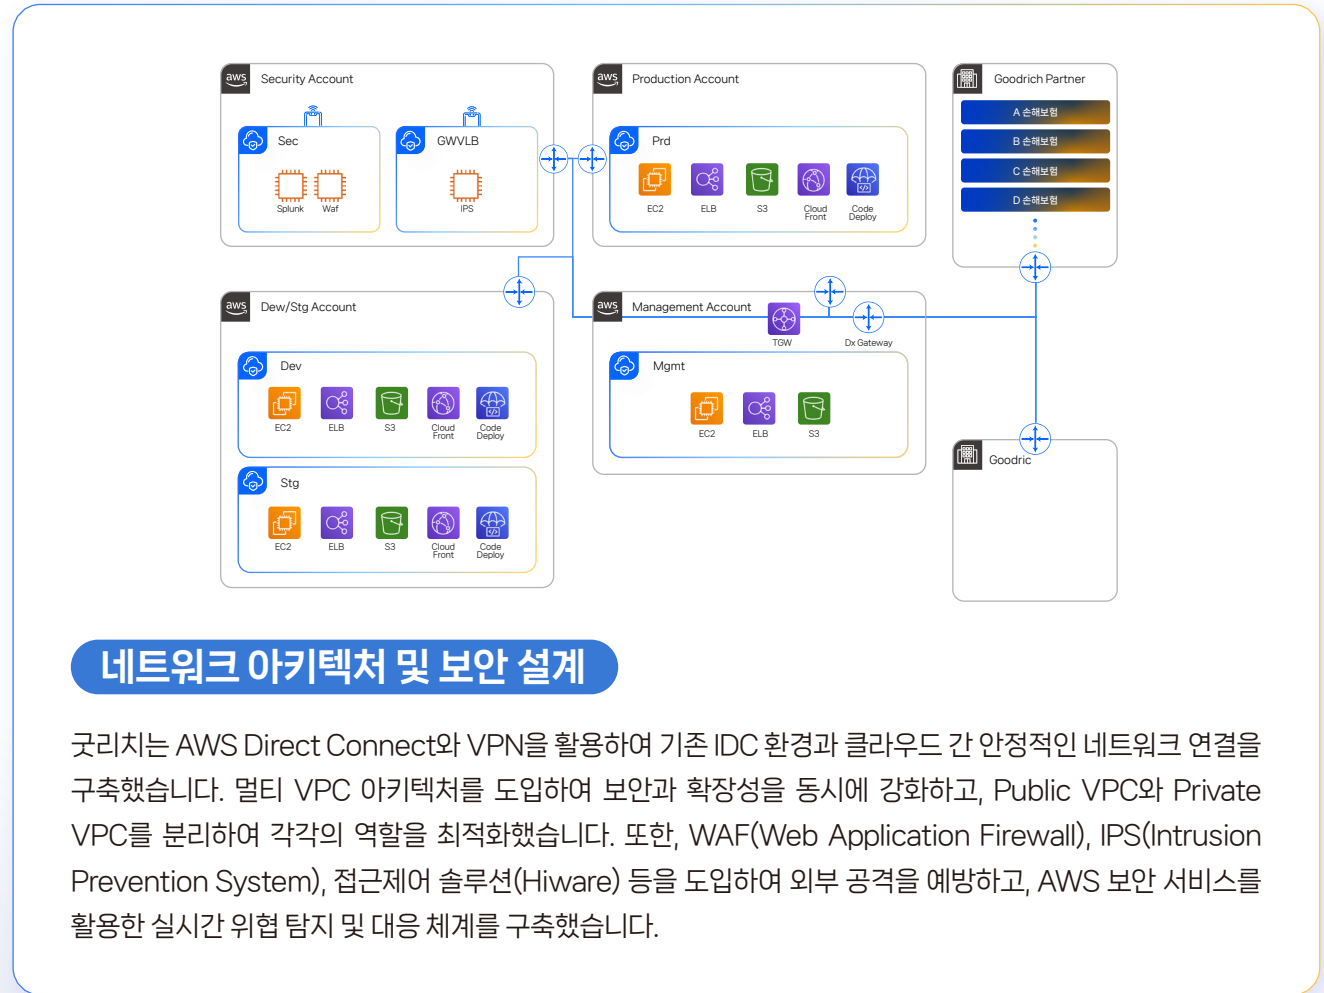 aws
Security Account
Sec
Splunk
Waf
GWVLB
IPS
aws
Production Account
Prd
EC2
ELB
S3
Cloud
Front
Code
Deploy
Goodrich Partner
A 손해보험
B 손해보험
C 손해보험
D 손해보험
aws
Dew/Stg Account
Dev
EC2
ELB
S3
Cloud
Front
Code
Deploy
Stg
EC2
ELB
S3
Cloud
Front
Code
Deploy
aws
Management Account
TGW
Dx Gateway
Mgmt
EC2
ELB
S3
Goodric
네트워크 아키텍처 및 보안 설계
굿리치는 AWS Direct Connect와 VPN을 활용하여 기존 IDC 환경과 클라우드 간 안정적인 네트워크 연결을
구축했습니다. 멀티 VPC 아키텍처를 도입하여 보안과 확장성을 동시에 강화하고, Public VPC와 Private
VPC를 분리하여 각각의 역할을 최적화했습니다. 또한, WAF(Web Application Firewall), IPS(Intrusion
Prevention System), 접근제어 솔루션(Hiware) 등을 도입하여 외부 공격을 예방하고, AWS 보안 서비스를
활용한 실시간 위협 탐지 및 대응 체계를 구축했습니다.